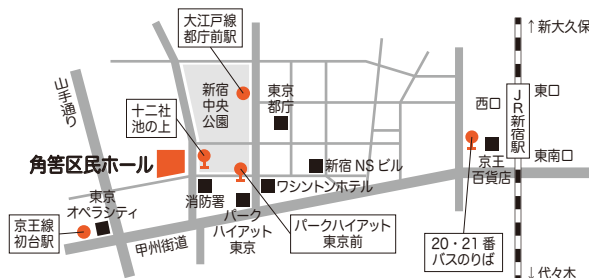 大江戸線
都庁前駅
↑新大久保
山手通り
新宿
中央
公園
東京
都庁
十二社
池の上
西口
東口
JR新宿駅
角筈区民ホール
新宿NSビル
京王
百貨店
東南口
東京
オペラシティ
消防署
ワシントンホテル
パーク
ハイアット
東京
京王線
初台駅
甲州街道
パークハイアット
東京前
20・21番
バスのりば
↓代々木